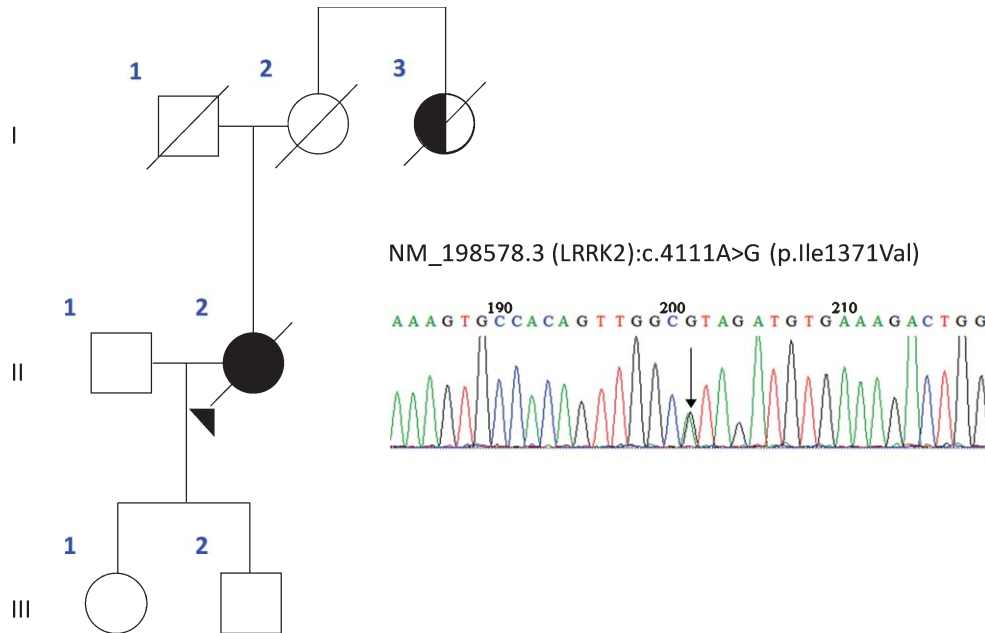 1 2 3
I
NM_198578.3 (LRRK2):c.4111A>G (p.Ile1371Val)
190 200 210
A A A G T G C C A C A G T T G G C G T A G A T G T G A A A G A C T G G
1 2
II
1 2
III